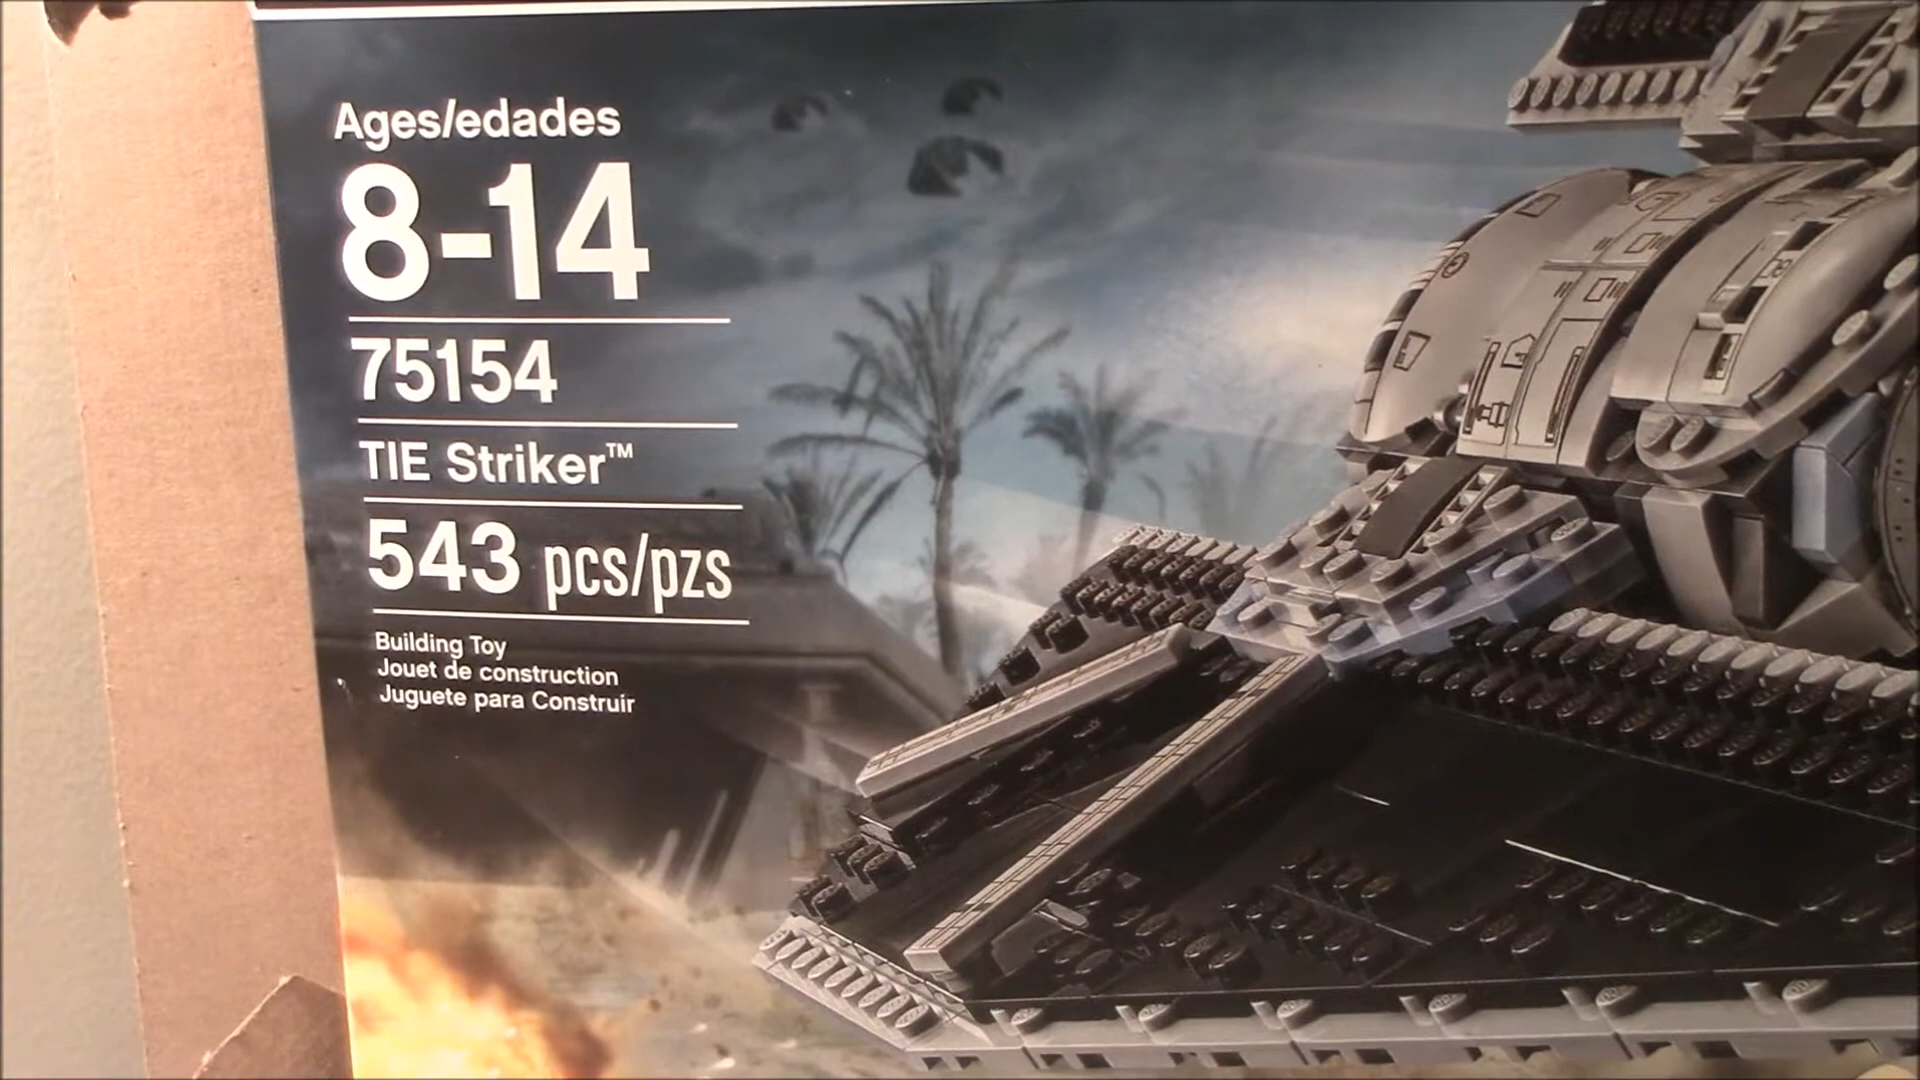 Ages/edades
8-14
75154
TIE Striker™
543 pcs/pzs
Building Toy
Jouet de construction
Juguete para Construir